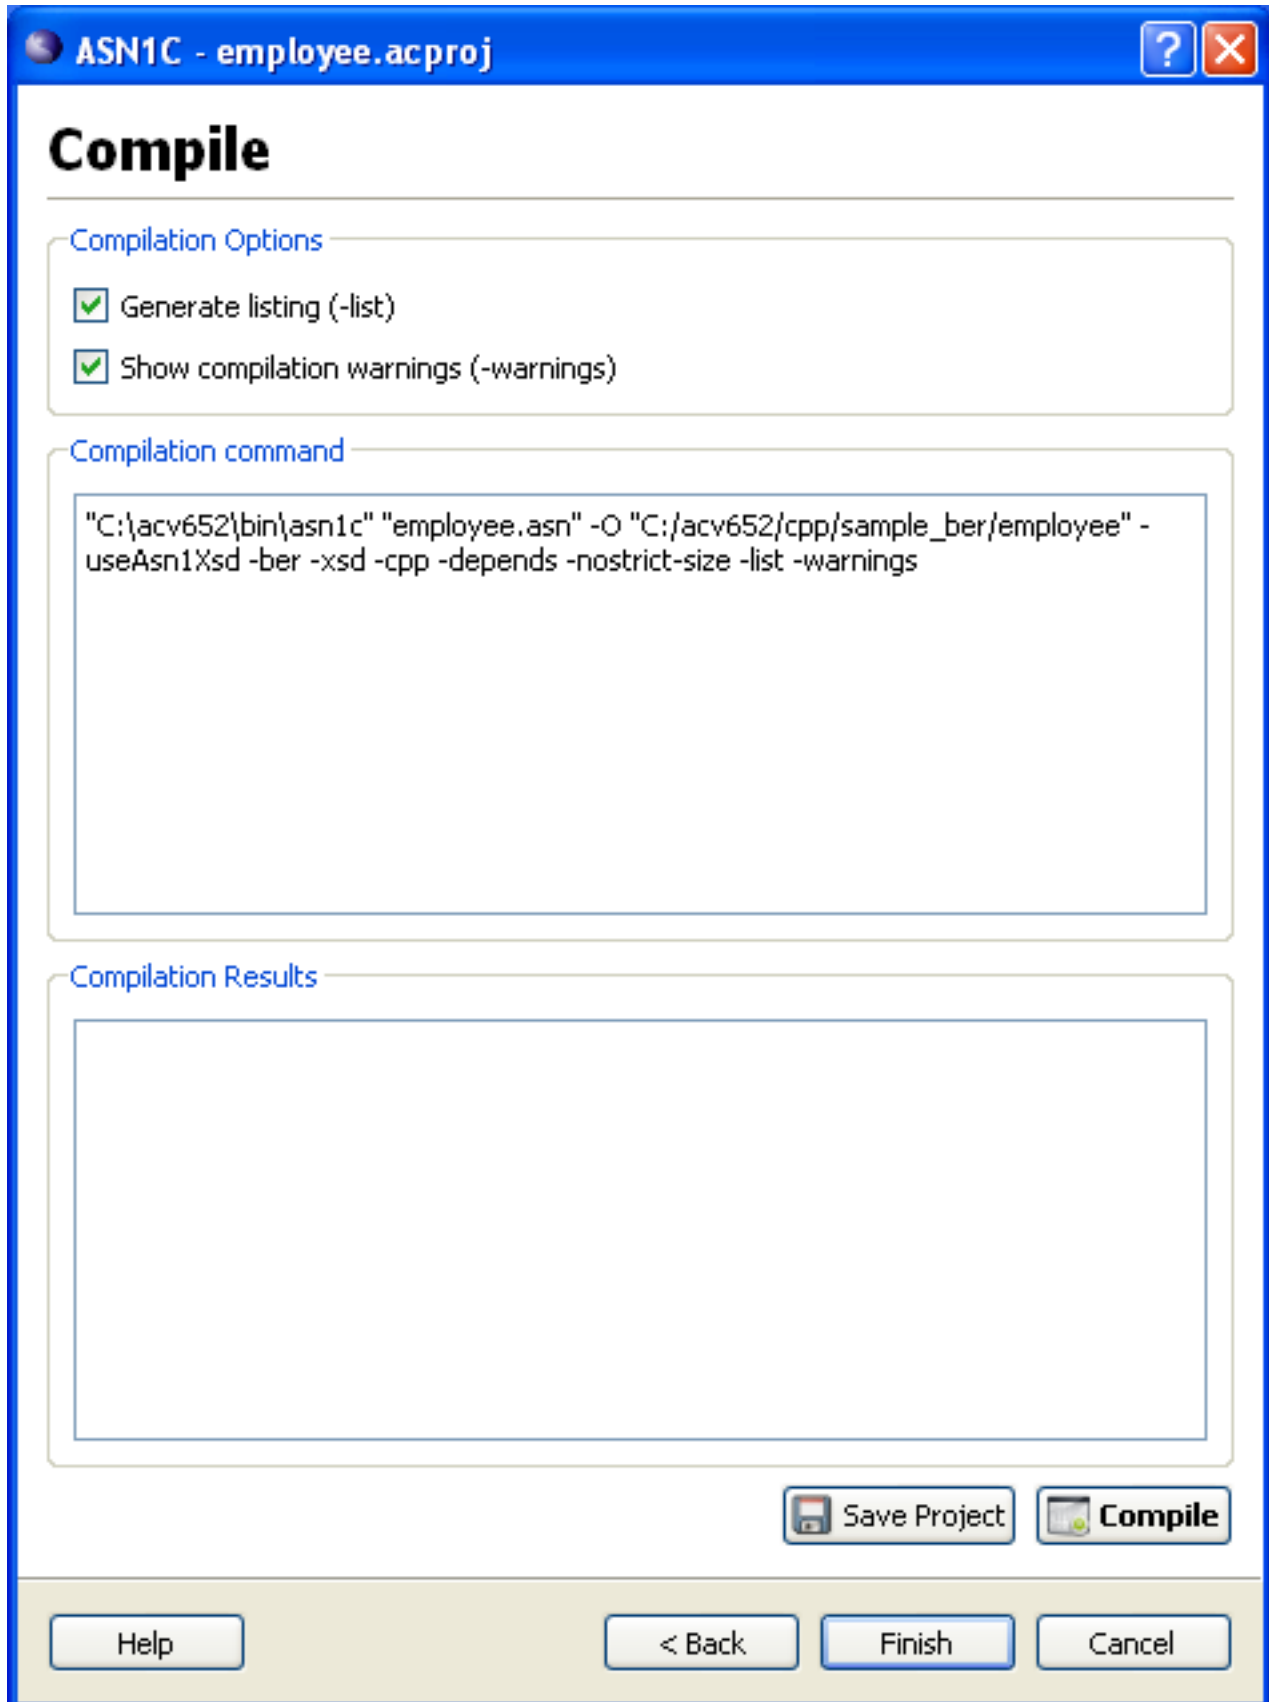 ASN1C - employee.acproj
?
Compile
Compilation Options
Generate listing (-list)
Show compilation warnings (-warnings)
Compilation command
"C:\acv652\bin\asn1c" "employee.asn" -O "C:/acv652/cpp/sample_ber/employee" -
useAsn1Xsd -ber -xsd -cpp -depends -nostrict-size -list -warnings
Compilation Results
Save Project
Compile
Help
< Back
Finish
Cancel